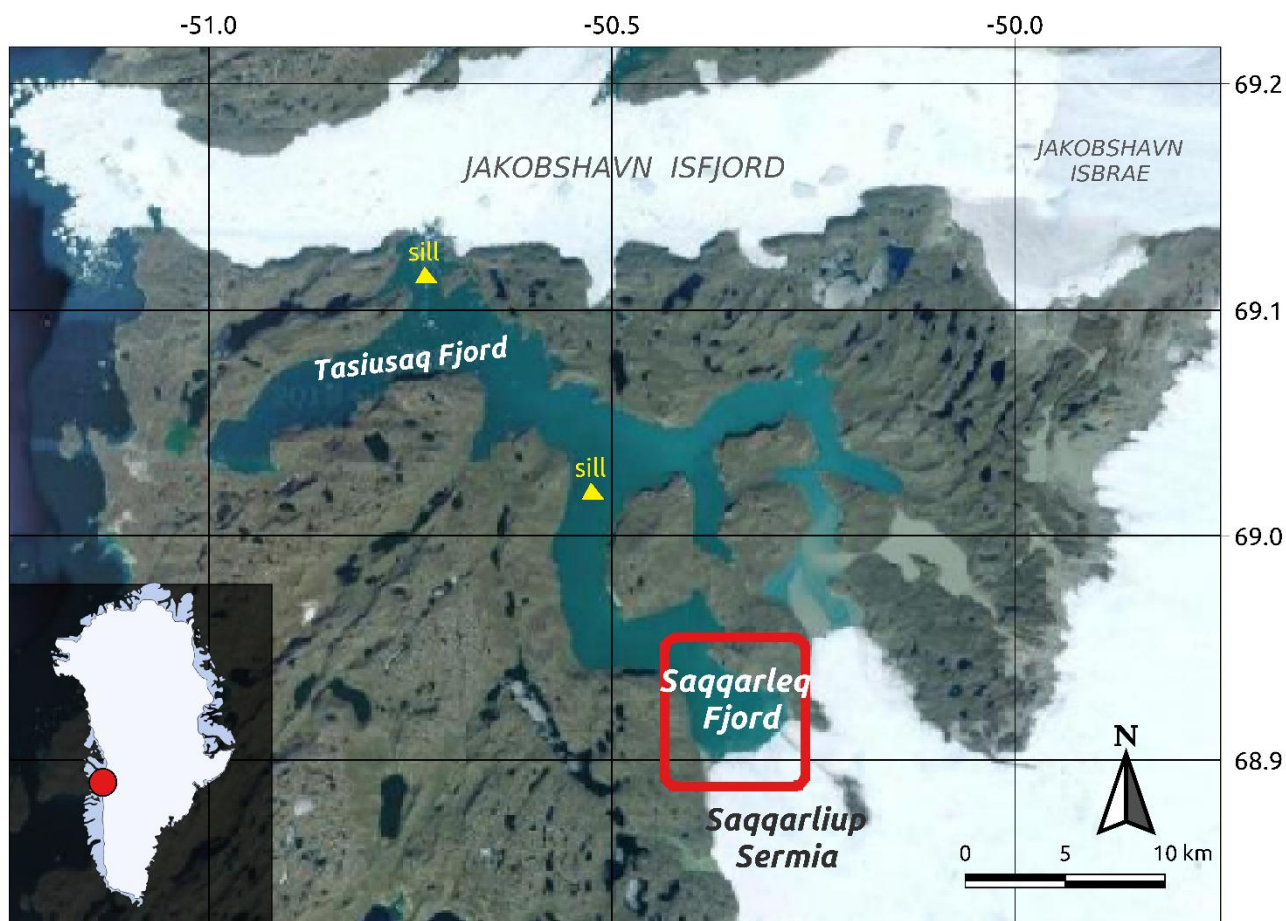 -51.0
-50.5
-50.0
69.2
JAKOBSHAVN ISFJORD
JAKOBSHAVN
ISBRAE
sill
69.1
Tasiusaq Fjord
sill
69.0
Saqqarleq
Fjord
N
68.9
Saqqarliup
Sermia
0
5
10 km